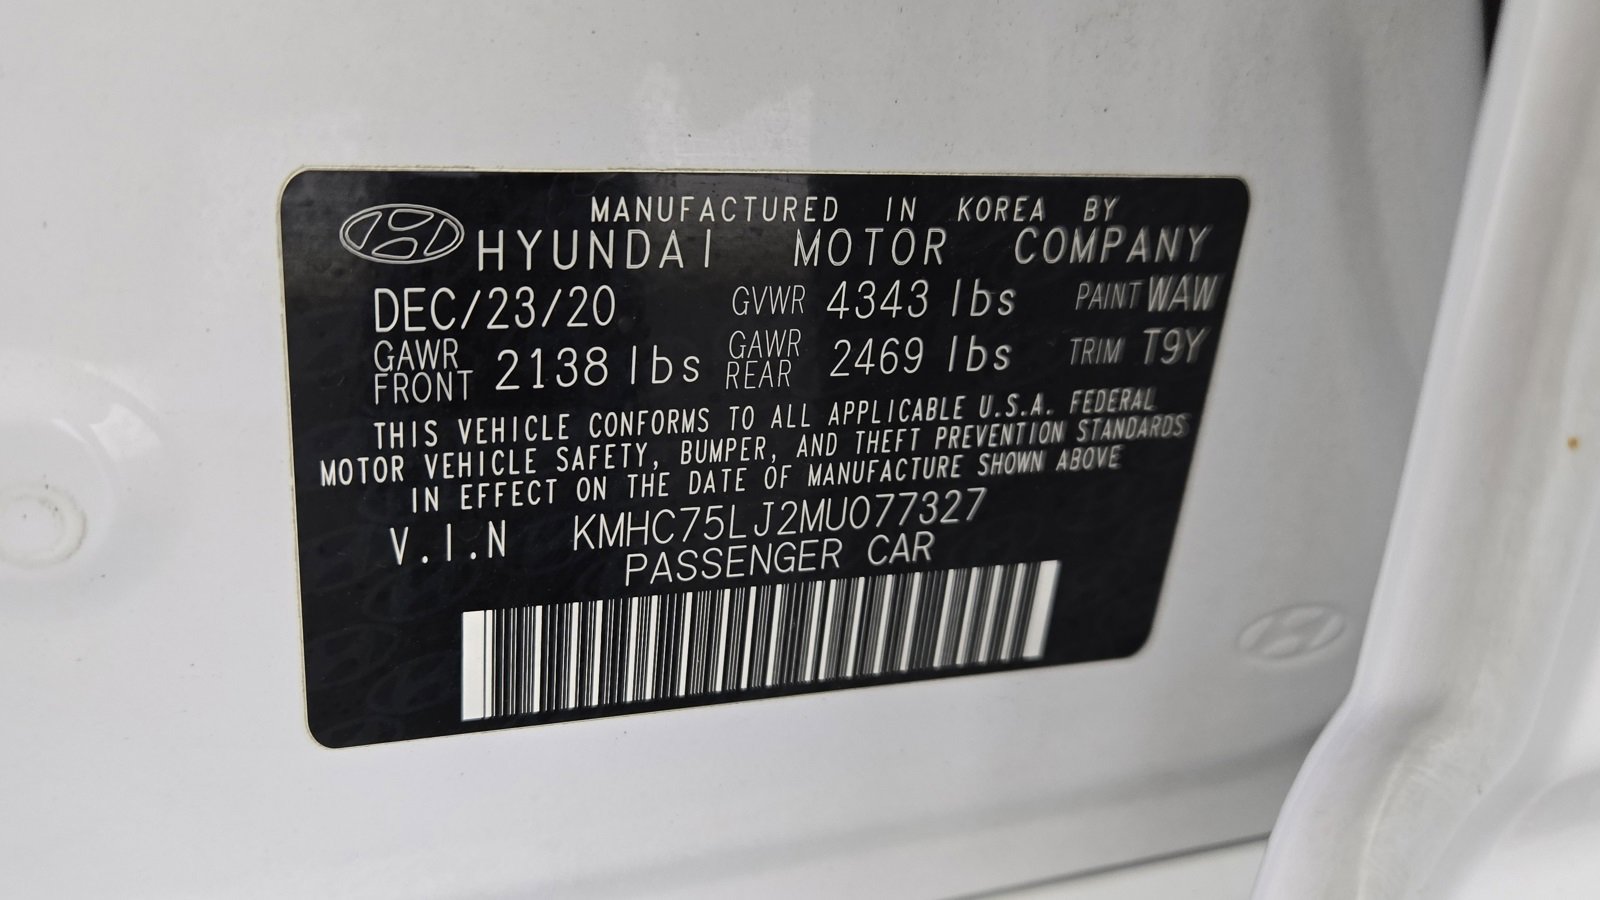 MANUFACTURED IN KOREA BY
HYUNDAI MOTOR COMPANY
DEC/23/20 GVWR 4343 lbs PAINT WAW
GAWR FRONT 2138 lbs GAWR REAR 2469 lbs TRIM T9Y
THIS VEHICLE CONFORMS TO ALL APPLICABLE U.S.A. FEDERAL
MOTOR VEHICLE SAFETY, BUMPER, AND THEFT PREVENTION STANDARDS
IN EFFECT ON THE DATE OF MANUFACTURE SHOWN ABOVE
V.I.N KMHC75LJ2MU077327
PASSENGER CAR